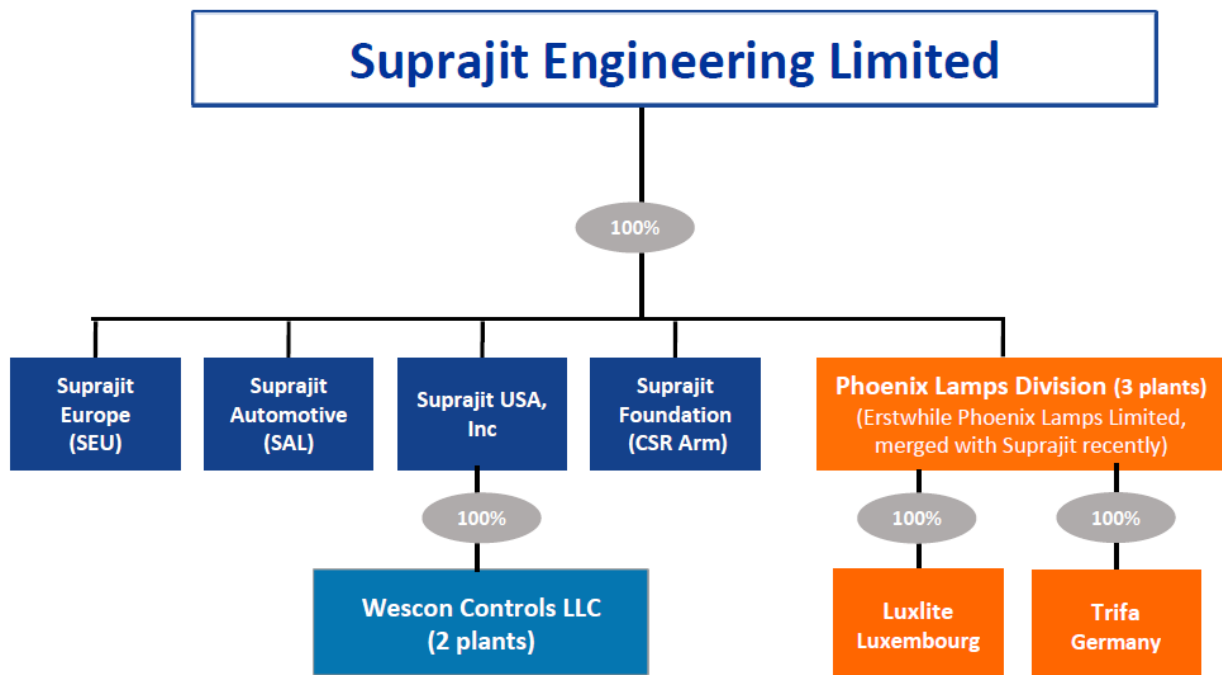 Suprajit Engineering Limited
100%
Suprajit
Europe
(SEU)
Suprajit
Automotive
(SAL)
Suprajit USA,
Inc
Suprajit
Foundation
(CSR Arm)
Phoenix Lamps Division (3 plants)
(Erstwhile Phoenix Lamps Limited,
merged with Suprajit recently)
100%
100%
100%
Wescon Controls LLC
(2 plants)
Luxlite
Luxembourg
Trifa
Germany